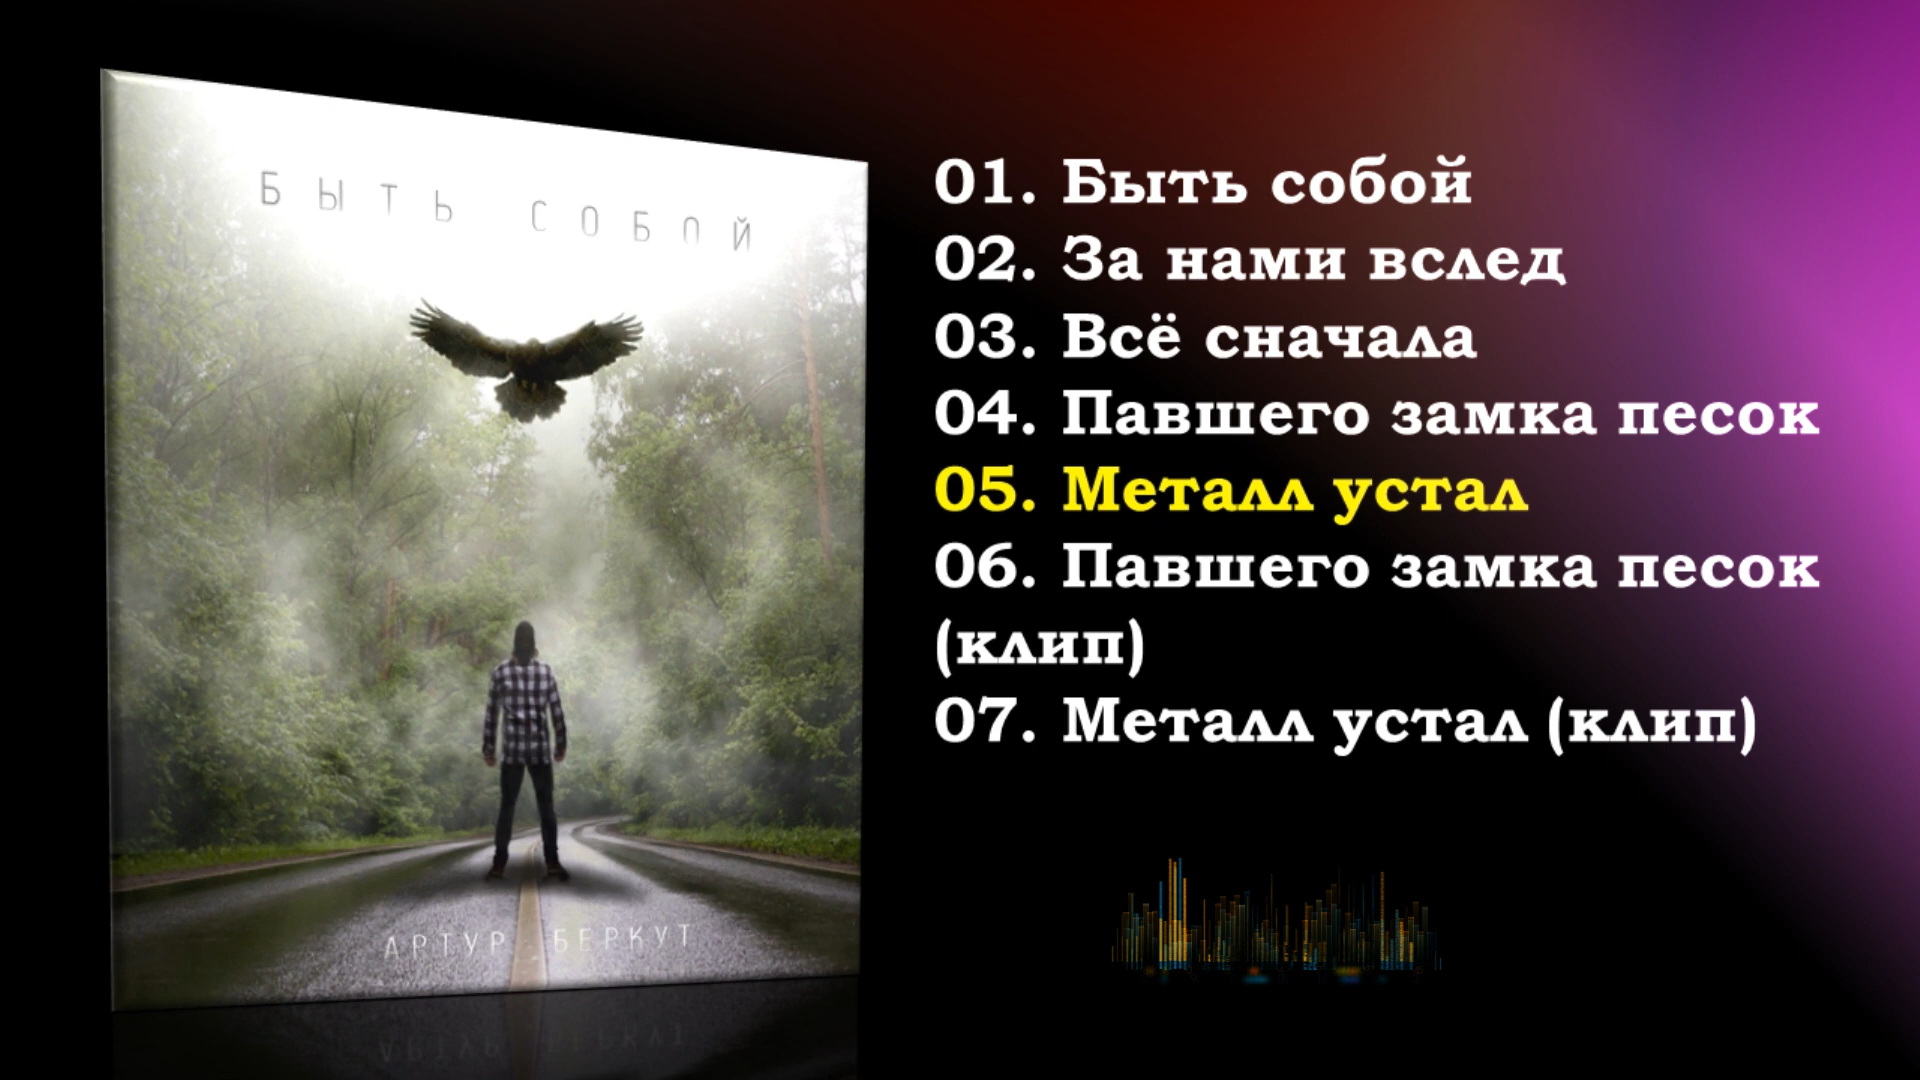 БЫТЬ СОБОЙ
АРТУР БЕРКУТ
01. Быть собой
02. За нами вслед
03. Всё сначала
04. Павшего замка песок
05. Металл устал
06. Павшего замка песок
(клип)
07. Металл устал (клип)